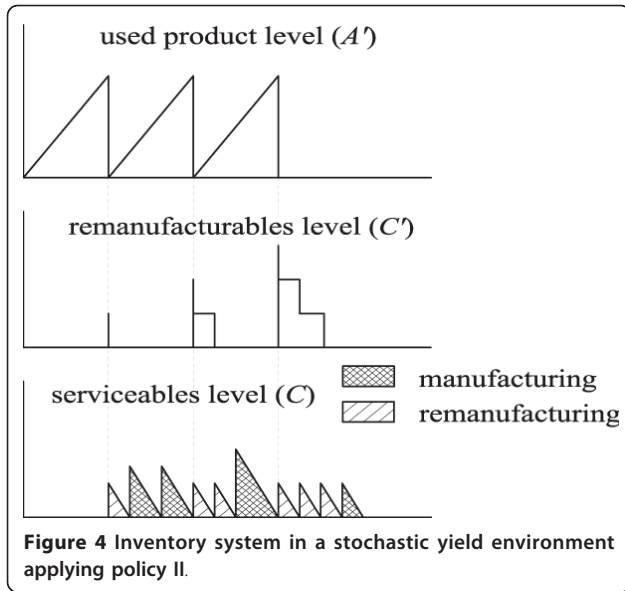 used product level (A′)
remanufacturables level (C′)
serviceables level (C)
manufacturing
remanufacturing
Figure 4 Inventory system in a stochastic yield environment
applying policy II.